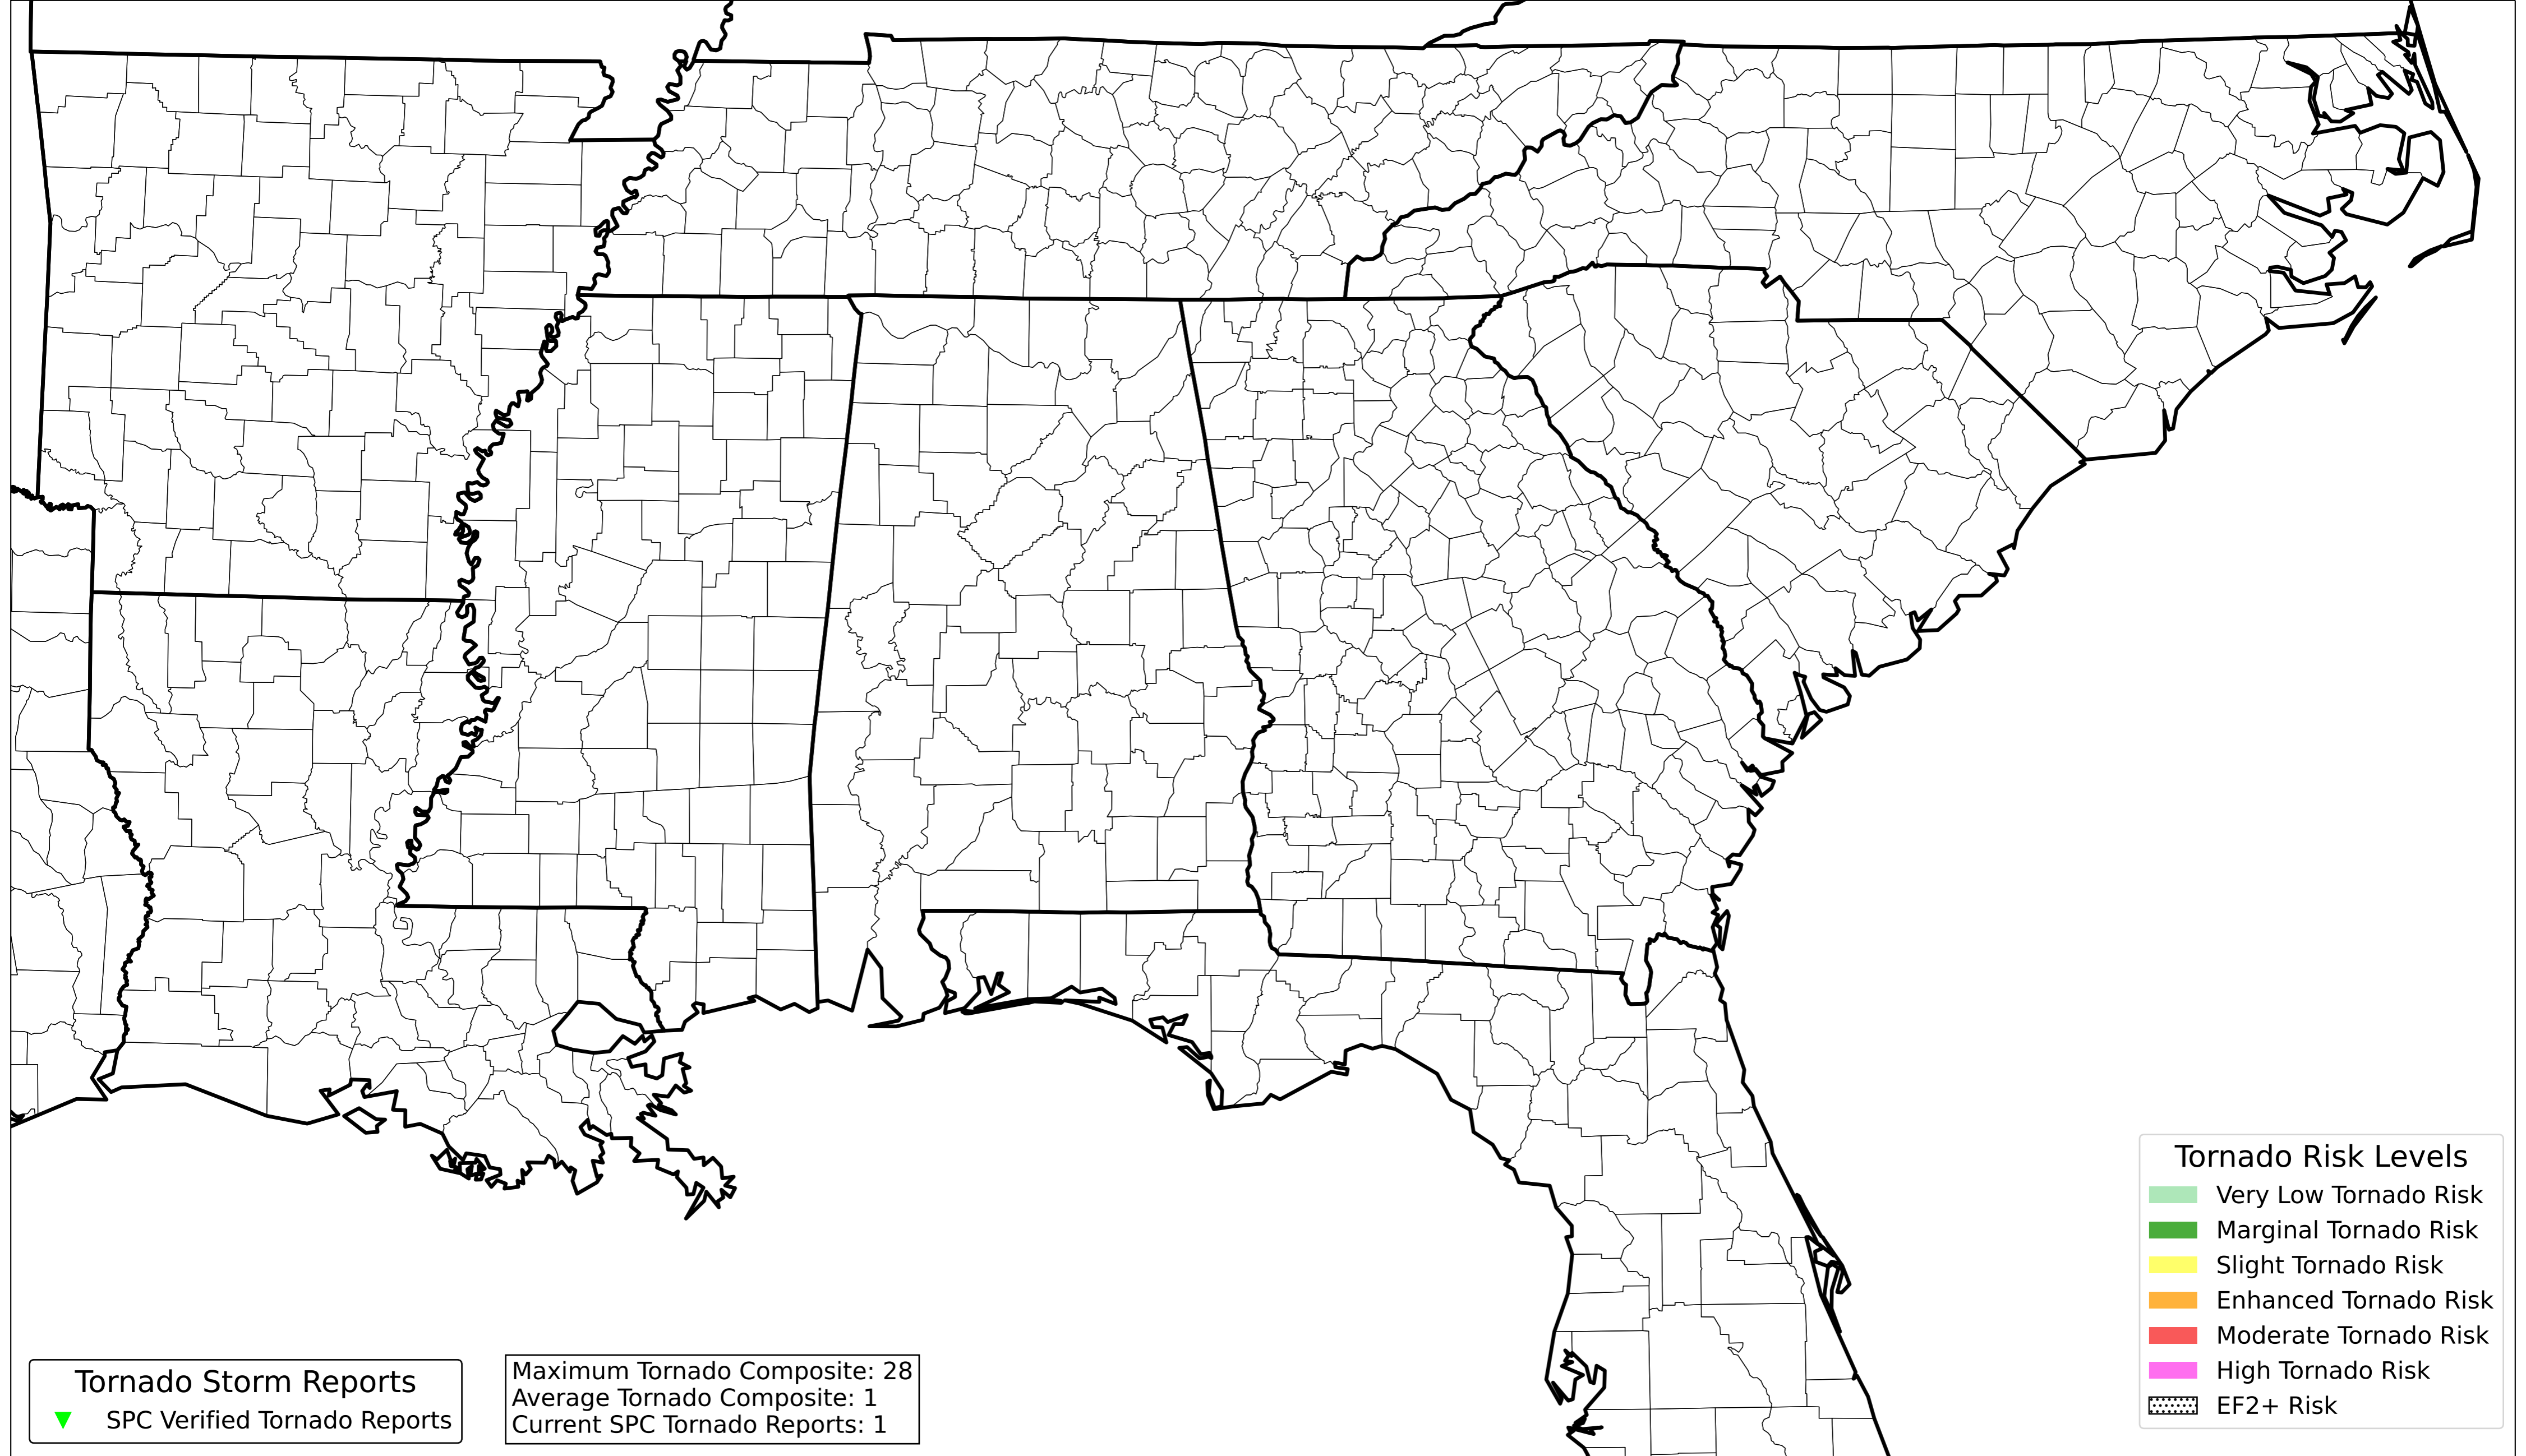 Tornado Risk Levels
Very Low Tornado Risk
Marginal Tornado Risk
Slight Tornado Risk
Enhanced Tornado Risk
Moderate Tornado Risk
High Tornado Risk
EF2+ Risk
Tornado Storm Reports
SPC Verified Tornado Reports
Maximum Tornado Composite: 28
Average Tornado Composite: 1
Current SPC Tornado Reports: 1